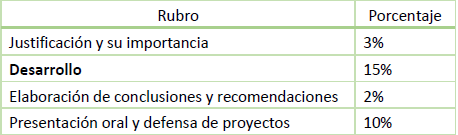 Rubro Porcentaje
Justificación y su importancia 3%
Desarrollo 15%
Elaboración de conclusiones y recomendaciones 2%
Presentación oral y defensa de proyectos 10%